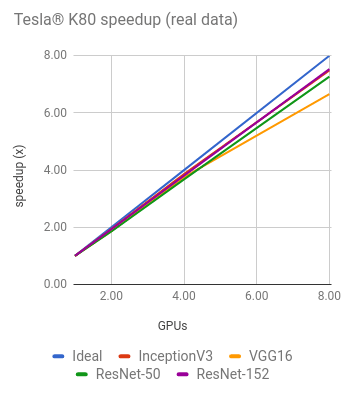 Tesla® K80 speedup (real data)
8.00
6.00
4.00
2.00
0.00
speedup (x)
2.00 4.00 6.00 8.00
GPUs
Ideal InceptionV3 VGG16
ResNet-50 ResNet-152